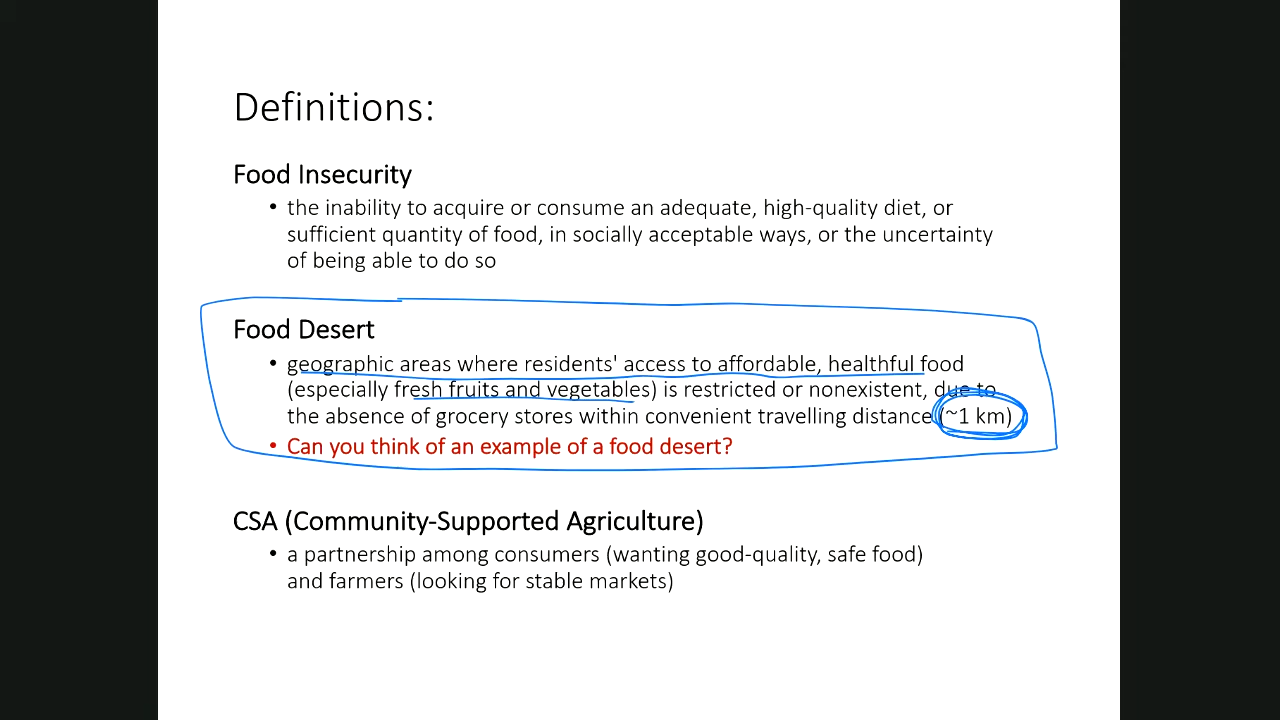 Definitions:
Food Insecurity
• the inability to acquire or consume an adequate, high-quality diet, or
sufficient quantity of food, in socially acceptable ways, or the uncertainty
of being able to do so
Food Desert
• geographic areas where residents' access to affordable, healthful food
(especially fresh fruits and vegetables) is restricted or nonexistent, due to
the absence of grocery stores within convenient travelling distance (~1 km)
• Can you think of an example of a food desert?
CSA (Community-Supported Agriculture)
• a partnership among consumers (wanting good-quality, safe food)
and farmers (looking for stable markets)